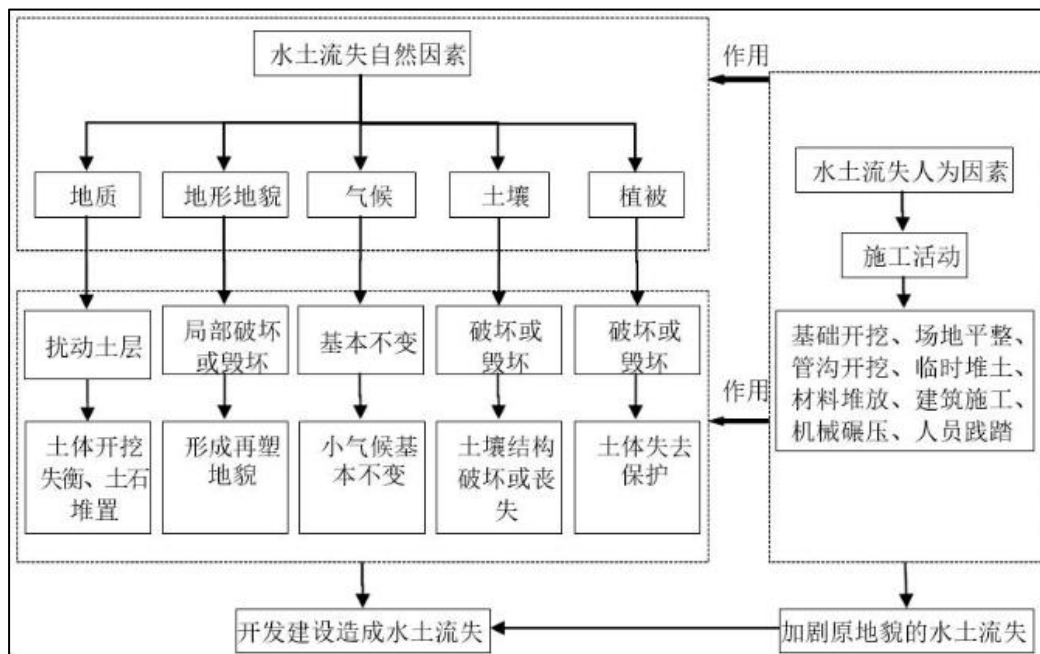 水土流失自然因素
作用
地质
地形地貌
气候
土壤
植被
水土流失人为因素
施工活动
扰动土层
局部破坏
或毁坏
基本不变
破坏或
毁坏
破坏或
毁坏
基础开挖、场地平整、
管沟开挖、临时堆土、
材料堆放、建筑施工、
机械碾压、人员践踏
作用
土体开挖
失衡、土石
堆置
形成再塑
地貌
小气候基
本不变
土壤结构
破坏或丧
失
土体失去
保护
开发建设造成水土流失
加剧原地貌的水土流失